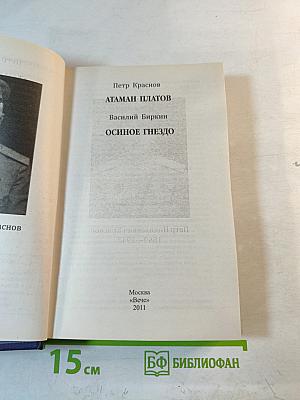 Петр Краснов
АТАМАН ПЛАТОВ
Василий Биркин
ОСИНОЕ ГНЕЗДО
Москва
«Вече»
2011
СНОВ
15 см
БФ БИБЛИОФАН